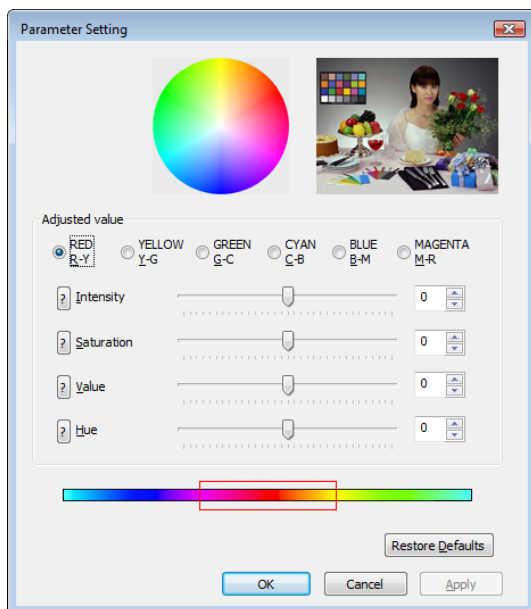 Parameter Setting
Adjusted value
RED YELLOW GREEN CYAN BLUE MAGENTA
R-Y Y-G G-C C-B B-M M-R
? Intensity 0
? Saturation 0
? Value 0
? Hue 0
Restore Defaults
OK Cancel Apply